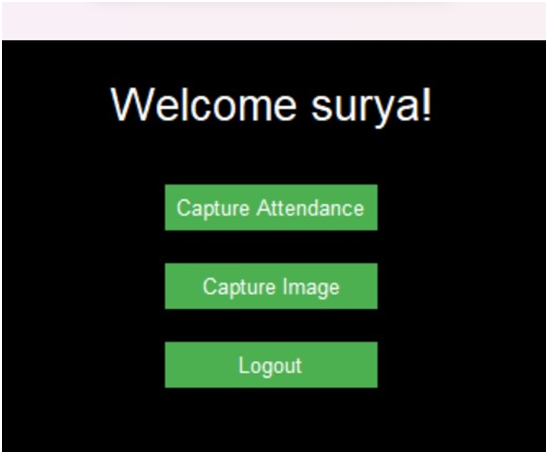 Welcome surya!
Capture Attendance
Capture Image
Logout